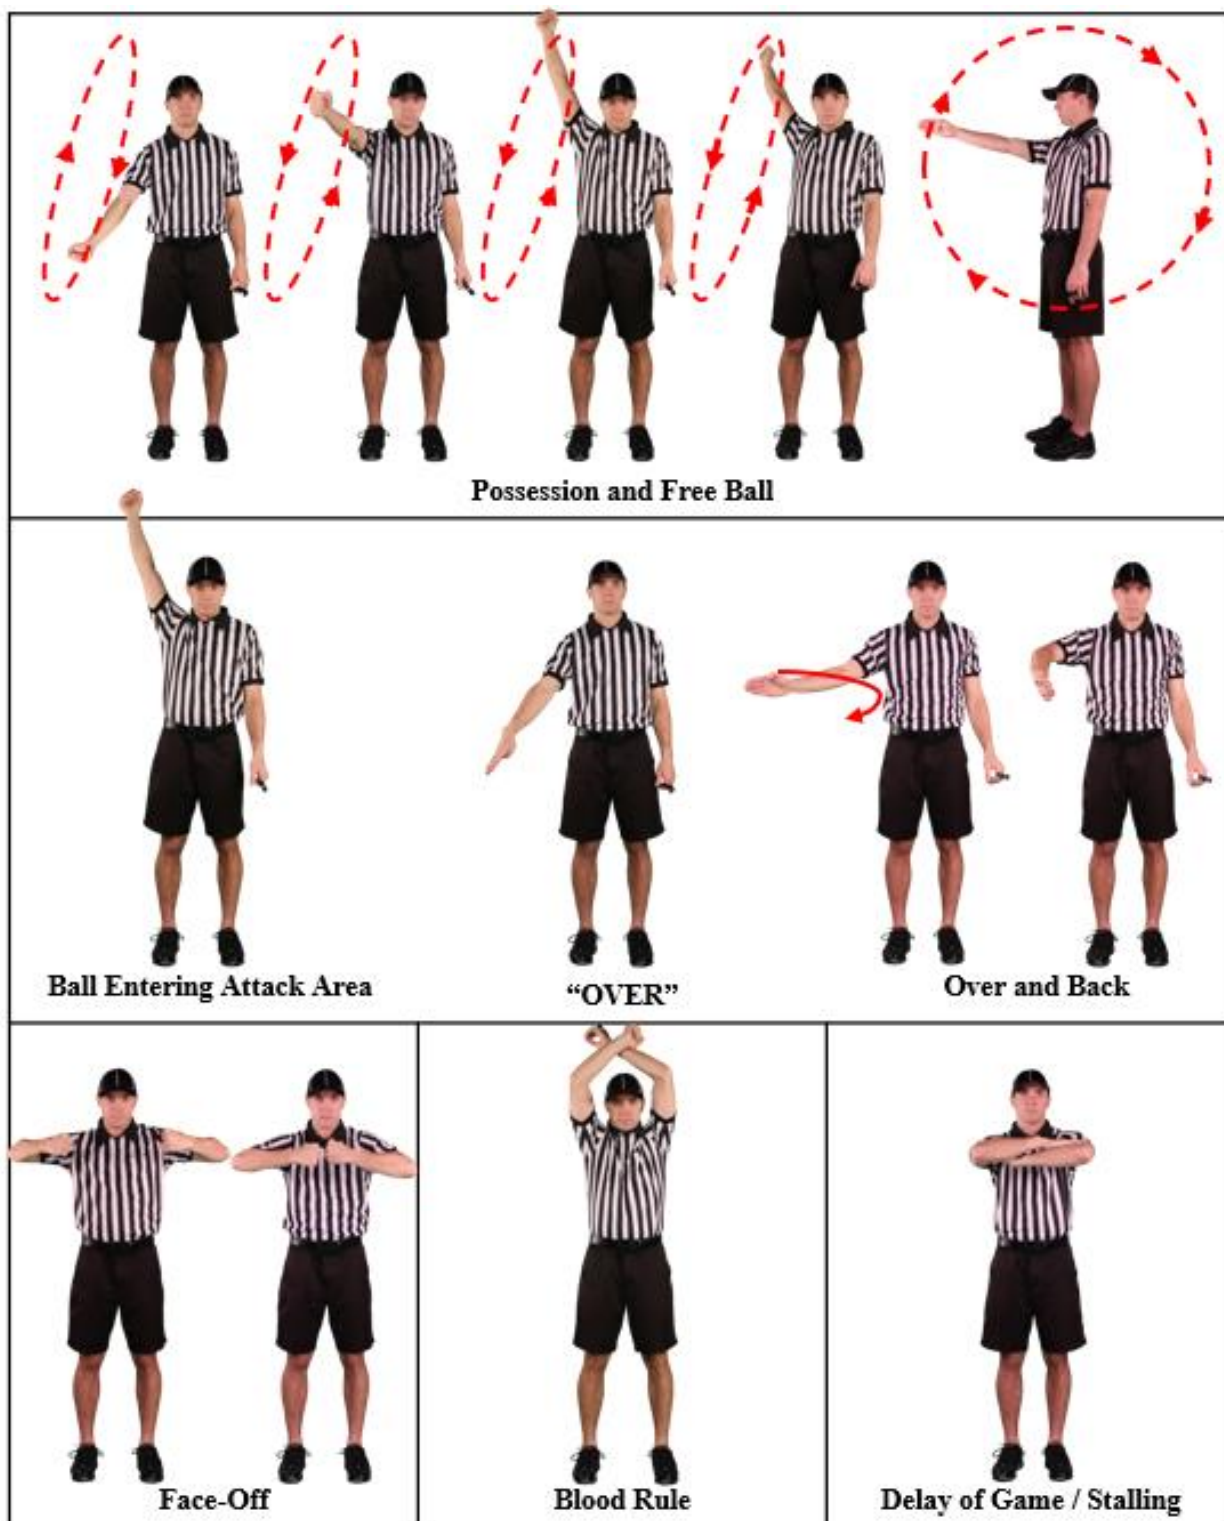 Possession and Free Ball
Ball Entering Attack Area
“OVER”
Over and Back
Face-Off
Blood Rule
Delay of Game / Stalling